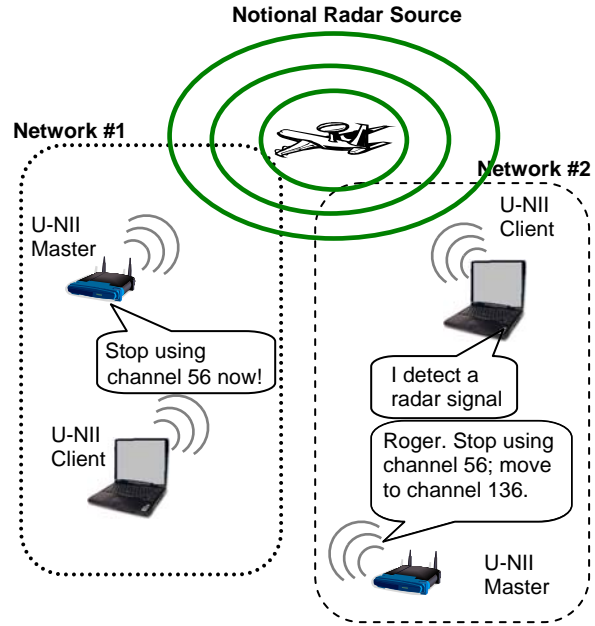 Notional Radar Source
Network #1
U-NII
Master
Stop using
channel 56 now!
U-NII
Client
Network #2
U-NII
Client
I detect a
radar signal
Roger. Stop using
channel 56; move
to channel 136.
U-NII
Master